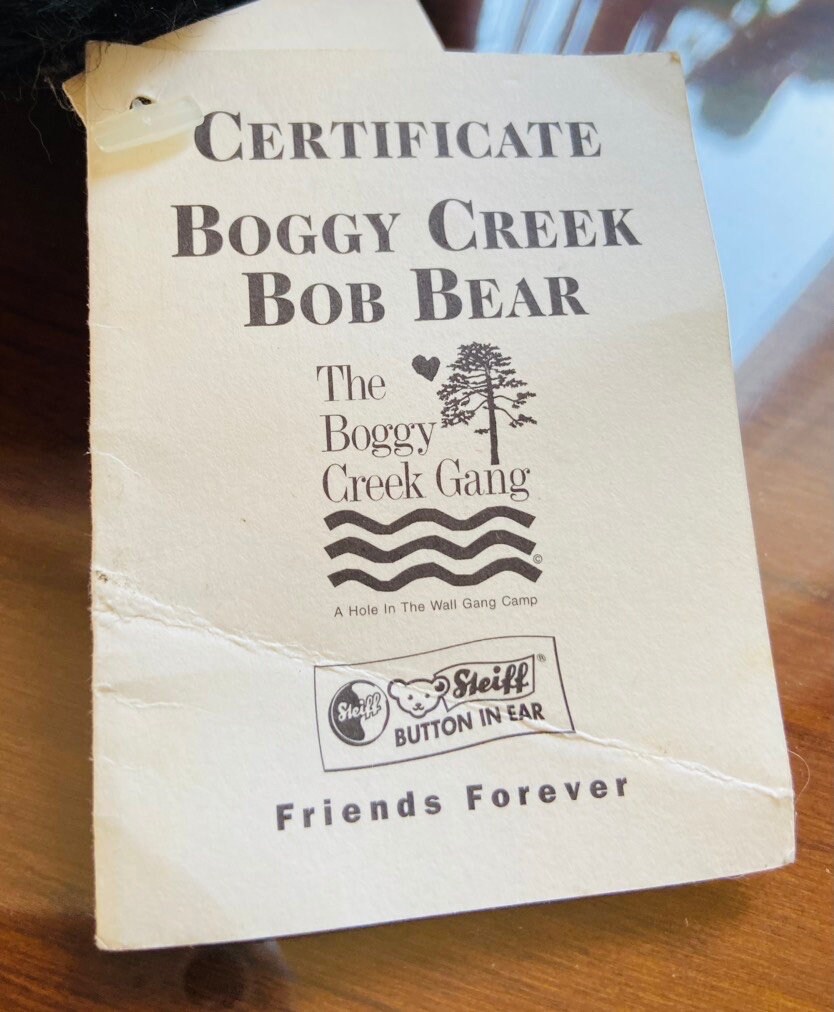 CERTIFICATE
BOGGY CREEK
BOB BEAR
The
Boggy
Creek Gang
©
A Hole In The Wall Gang Camp
Steiff
Steiff®
BUTTON IN EAR
Friends Forever